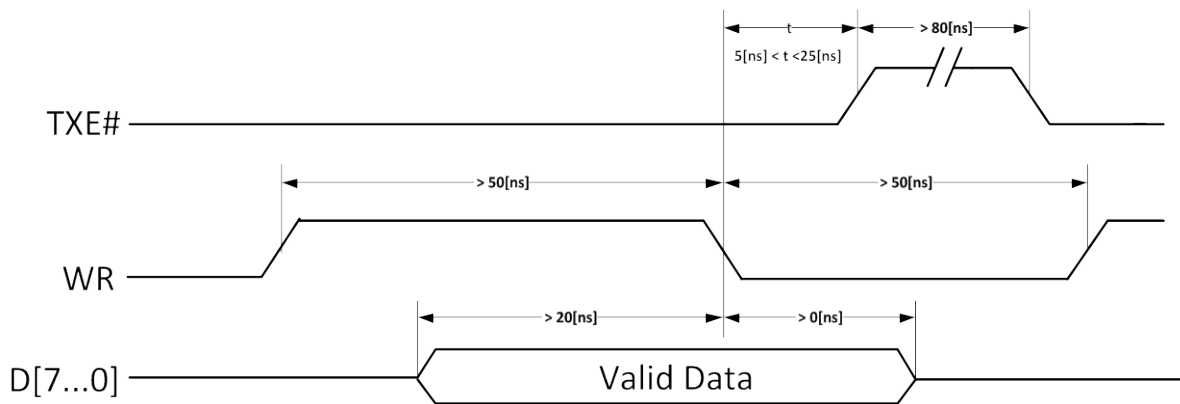 t
> 80[ns]
5[ns] < t <25[ns]
TXE#
> 50[ns]
> 50[ns]
WR
> 20[ns]
> 0[ns]
D[7...0]
Valid Data